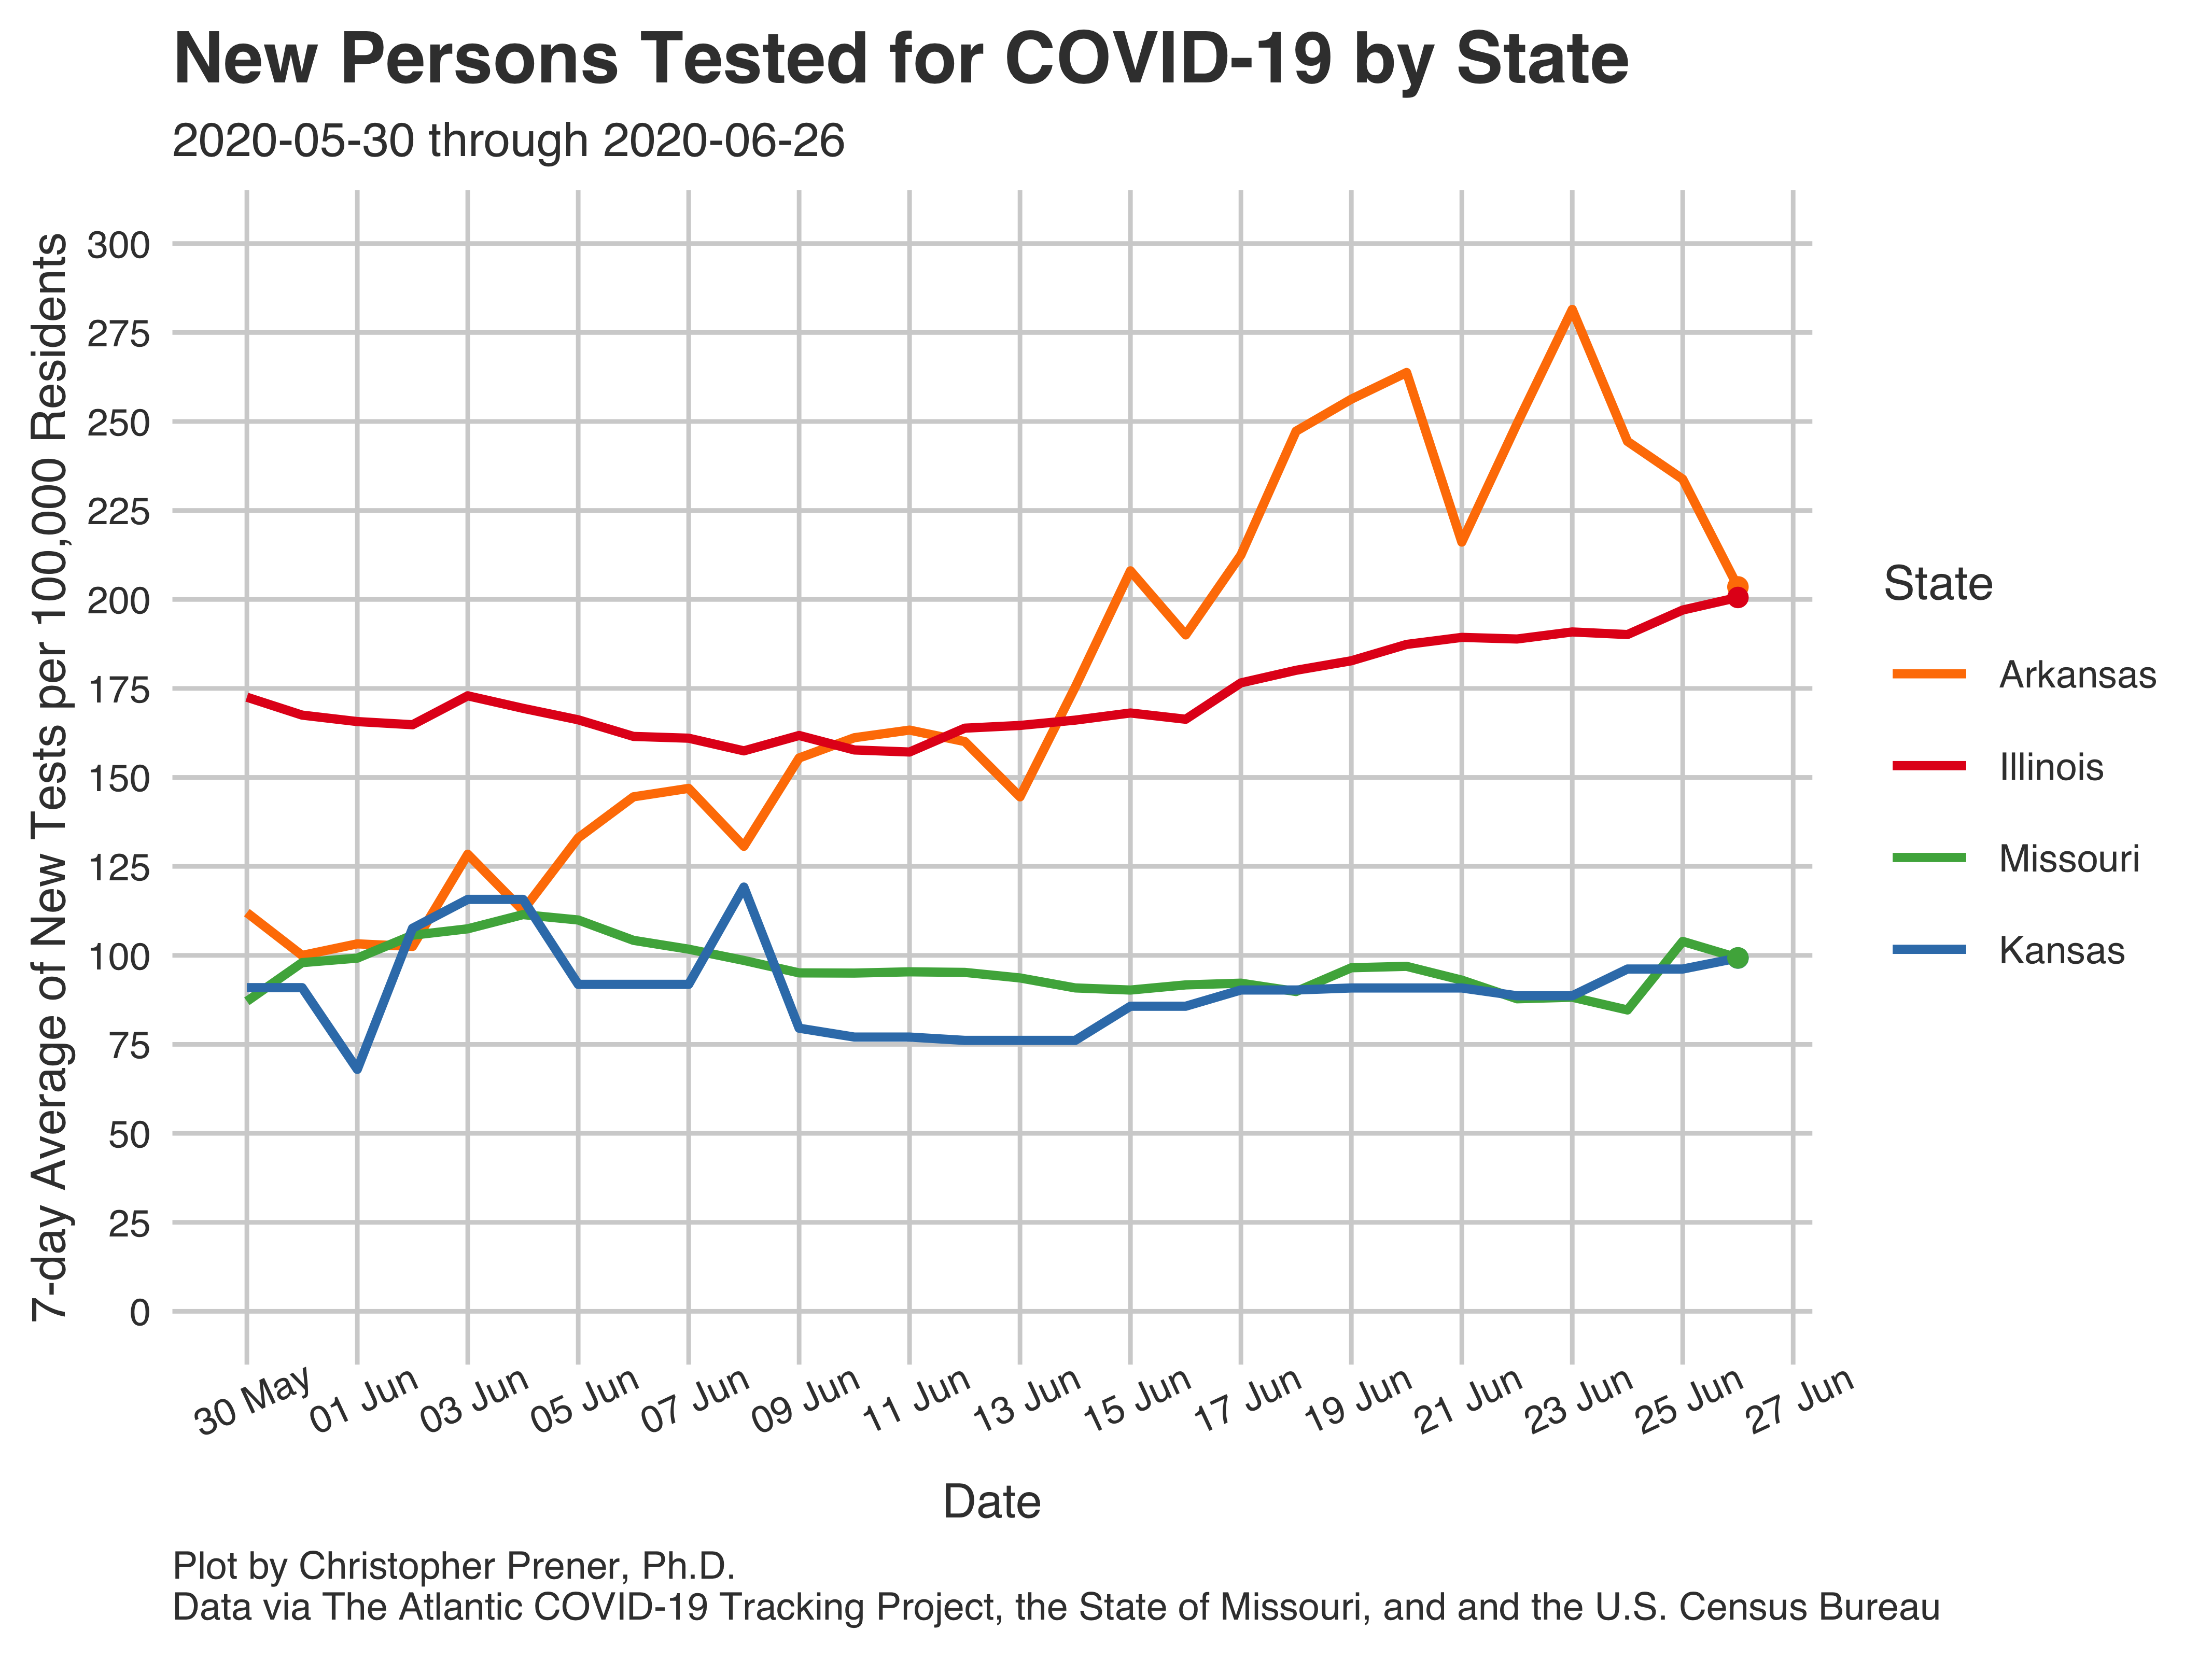 New Persons Tested for COVID-19 by State
2020-05-30 through 2020-06-26
7-day Average of New Tests per 100,000 Residents
300
275
250
225
200
175
150
125
100
75
50
25
0
30 May
01 Jun
03 Jun
05 Jun
07 Jun
09 Jun
11 Jun
13 Jun
15 Jun
17 Jun
19 Jun
21 Jun
23 Jun
25 Jun
27 Jun
Date
State
Arkansas
Illinois
Missouri
Kansas
Plot by Christopher Prener, Ph.D.
Data via The Atlantic COVID-19 Tracking Project, the State of Missouri, and and the U.S. Census Bureau